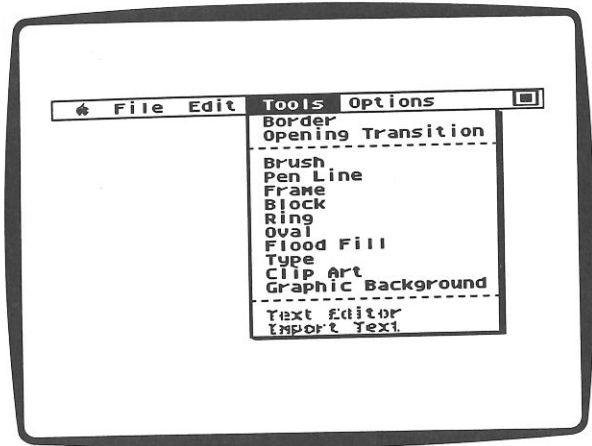 File Edit Tools Options
Border
Opening Transition
Brush
Pen Line
Frame
Block
Ring
Oval
Flood Fill
Type
Clip Art
Graphic Background
Text Editor
Import Text